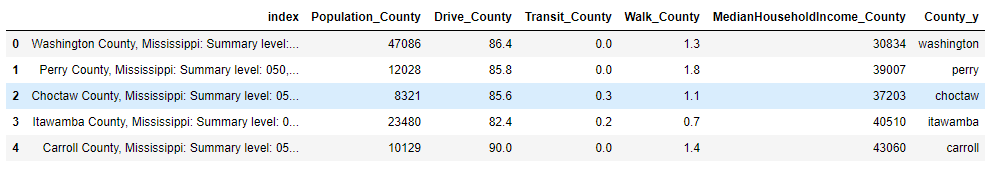 index Population_County Drive_County Transit_County Walk_County MedianHouseholdIncome_County County_y
0 Washington County, Mississippi: Summary level:... 47086 86.4 0.0 1.3 30834 washington
1 Perry County, Mississippi: Summary level: 050,... 12028 85.8 0.0 1.8 39007 perry
2 Choctaw County, Mississippi: Summary level: 05... 8321 85.6 0.3 1.1 37203 choctaw
3 Itawamba County, Mississippi: Summary level: 0... 23480 82.4 0.2 0.7 40510 itawamba
4 Carroll County, Mississippi: Summary level: 05... 10129 90.0 0.0 1.4 43060 carroll